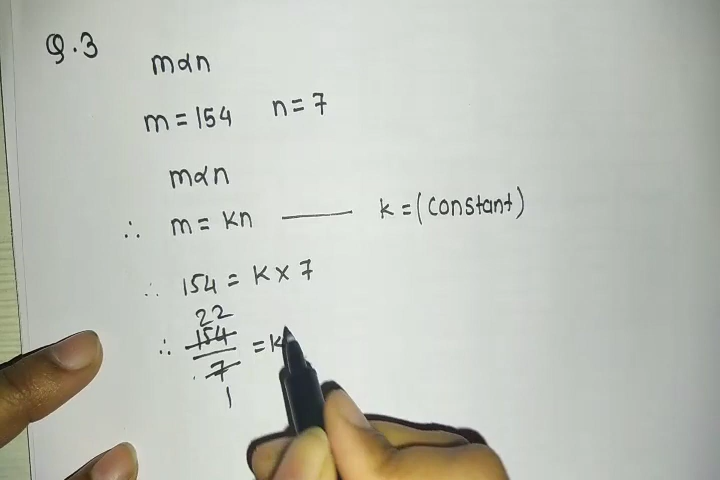 Q.3
m∝n
m=154 n=7
m∝n
∴ m=kn —— k=(constant)
∴ 154=k×7
22
∴ 154/7 =k
1